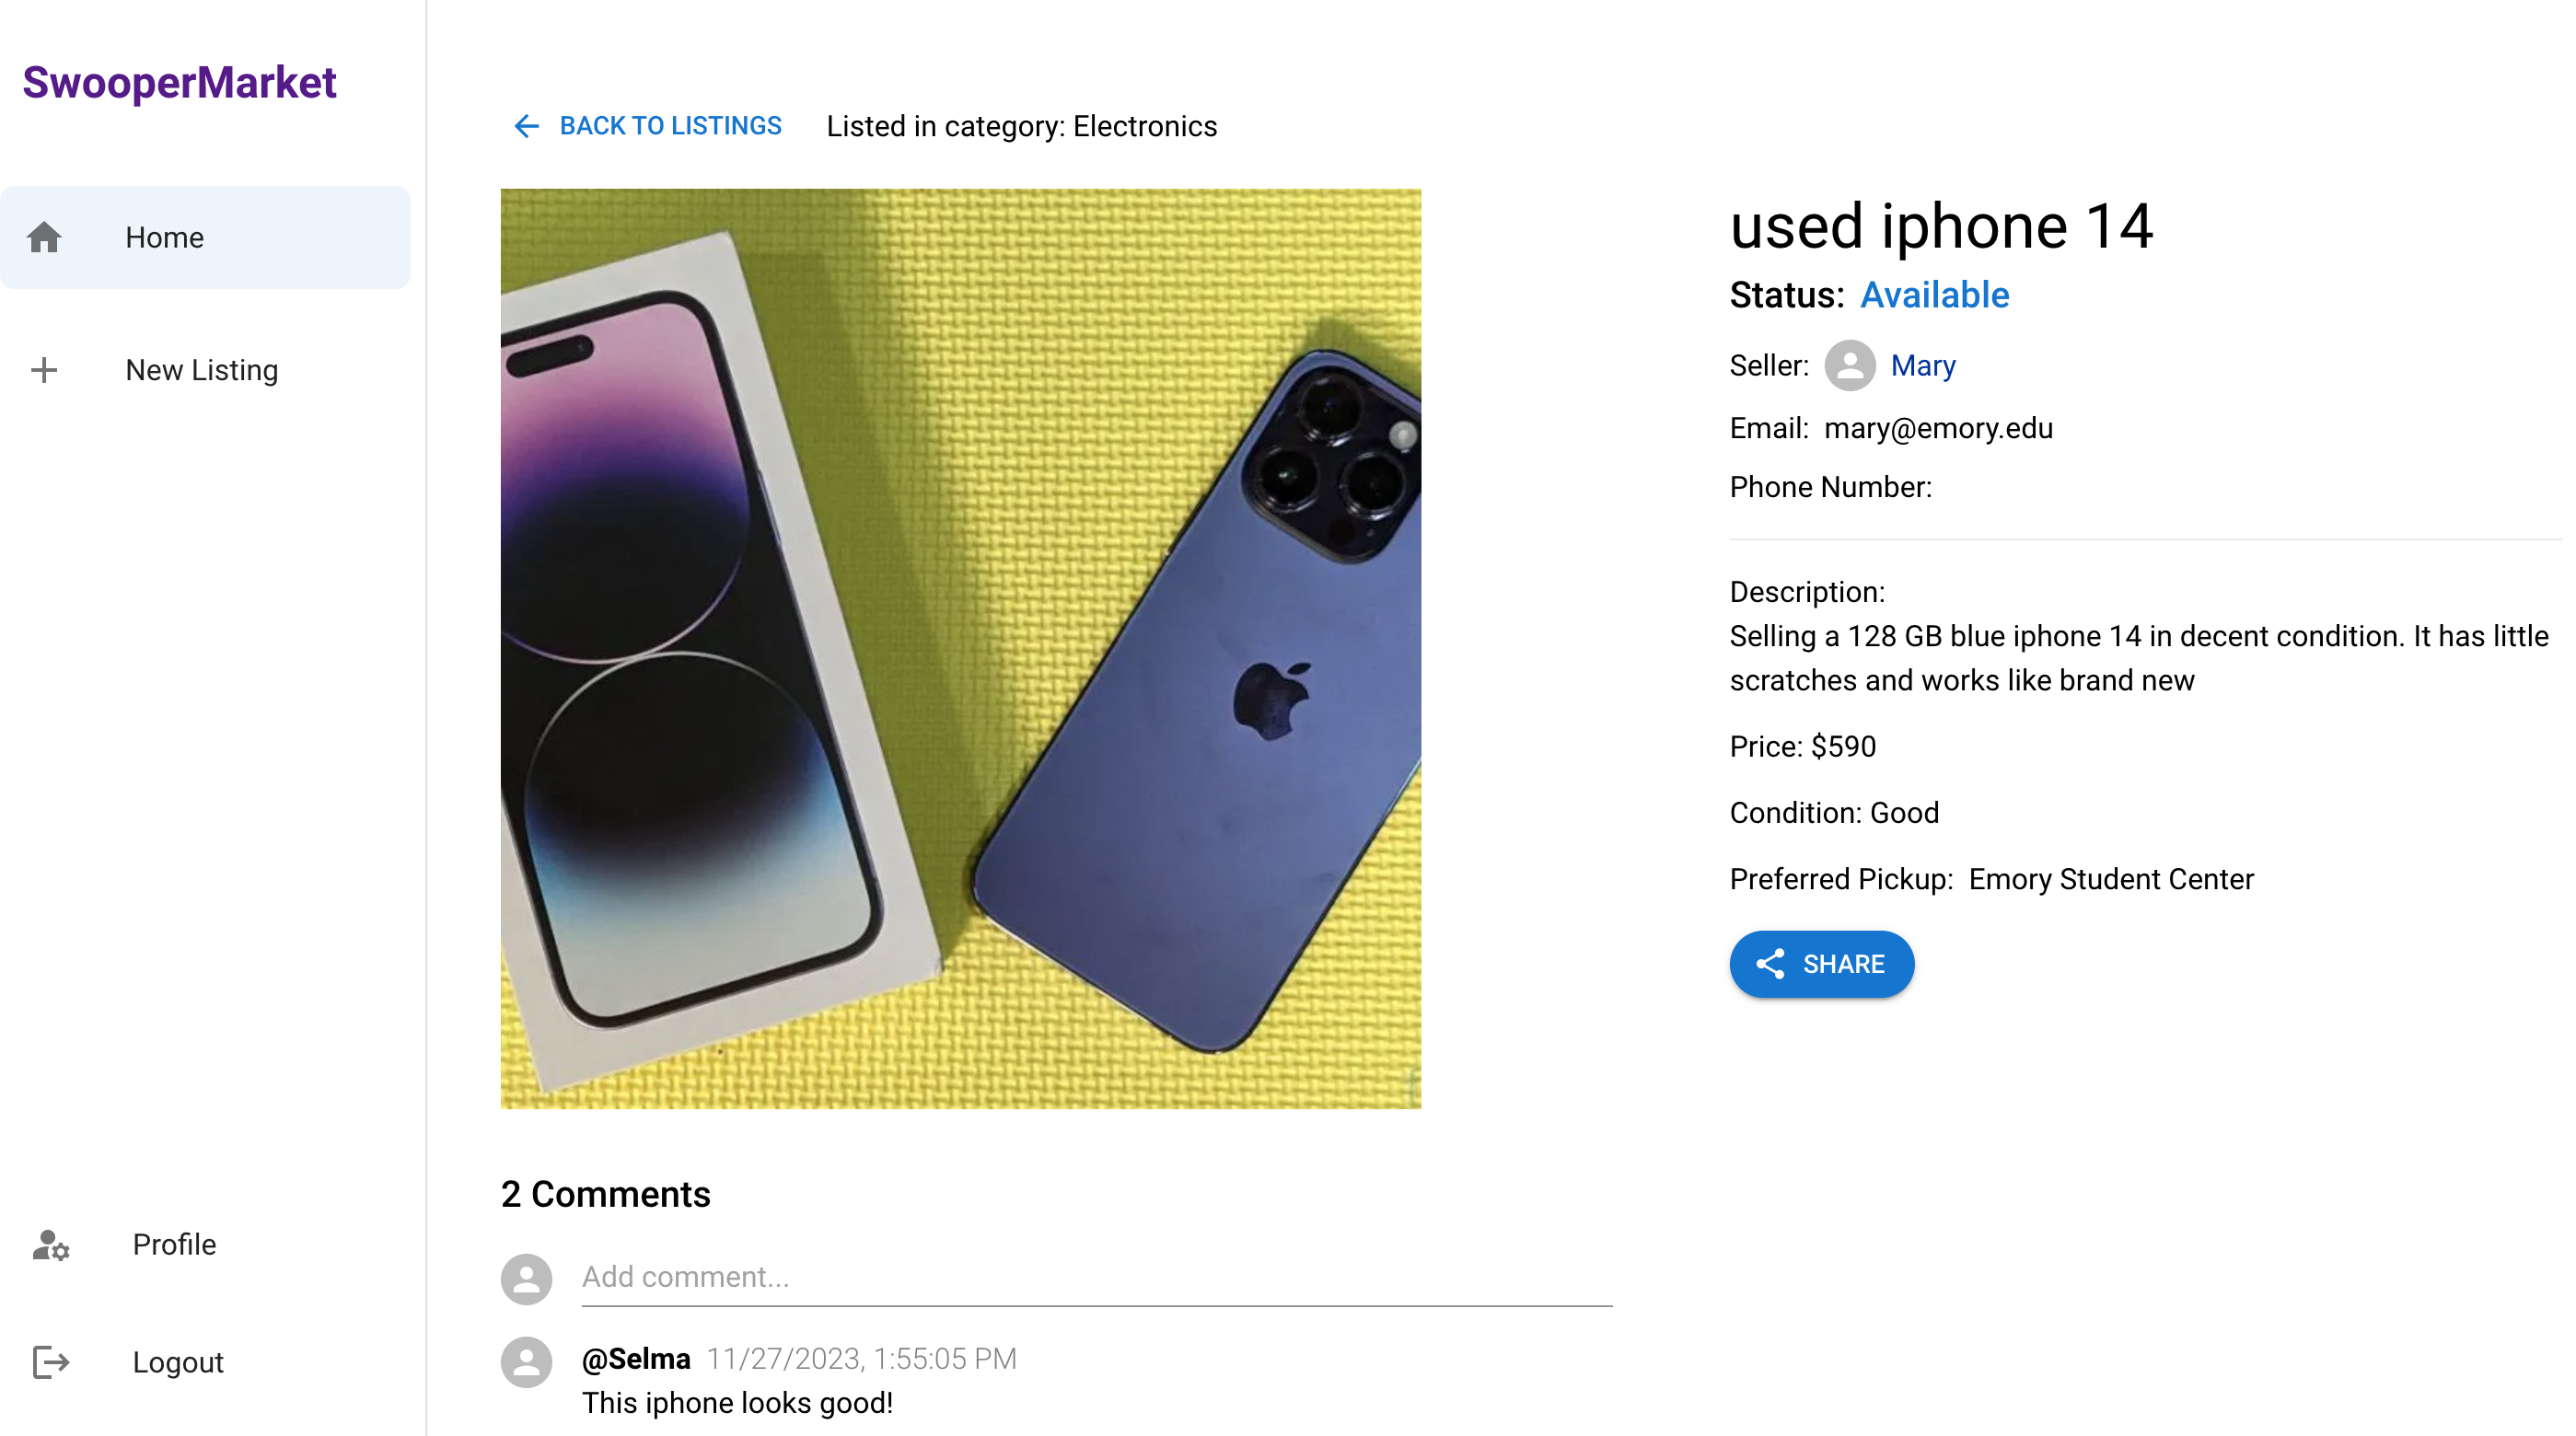 SwooperMarket
Home
New Listing
Profile
Logout
BACK TO LISTINGS
Listed in category: Electronics
used iphone 14
Status: Available
Seller: Mary
Email: mary@emory.edu
Phone Number:
Description:
Selling a 128 GB blue iphone 14 in decent condition. It has little
scratches and works like brand new
Price: $590
Condition: Good
Preferred Pickup: Emory Student Center
SHARE
2 Comments
Add comment...
@Selma 11/27/2023, 1:55:05 PM
This iphone looks good!